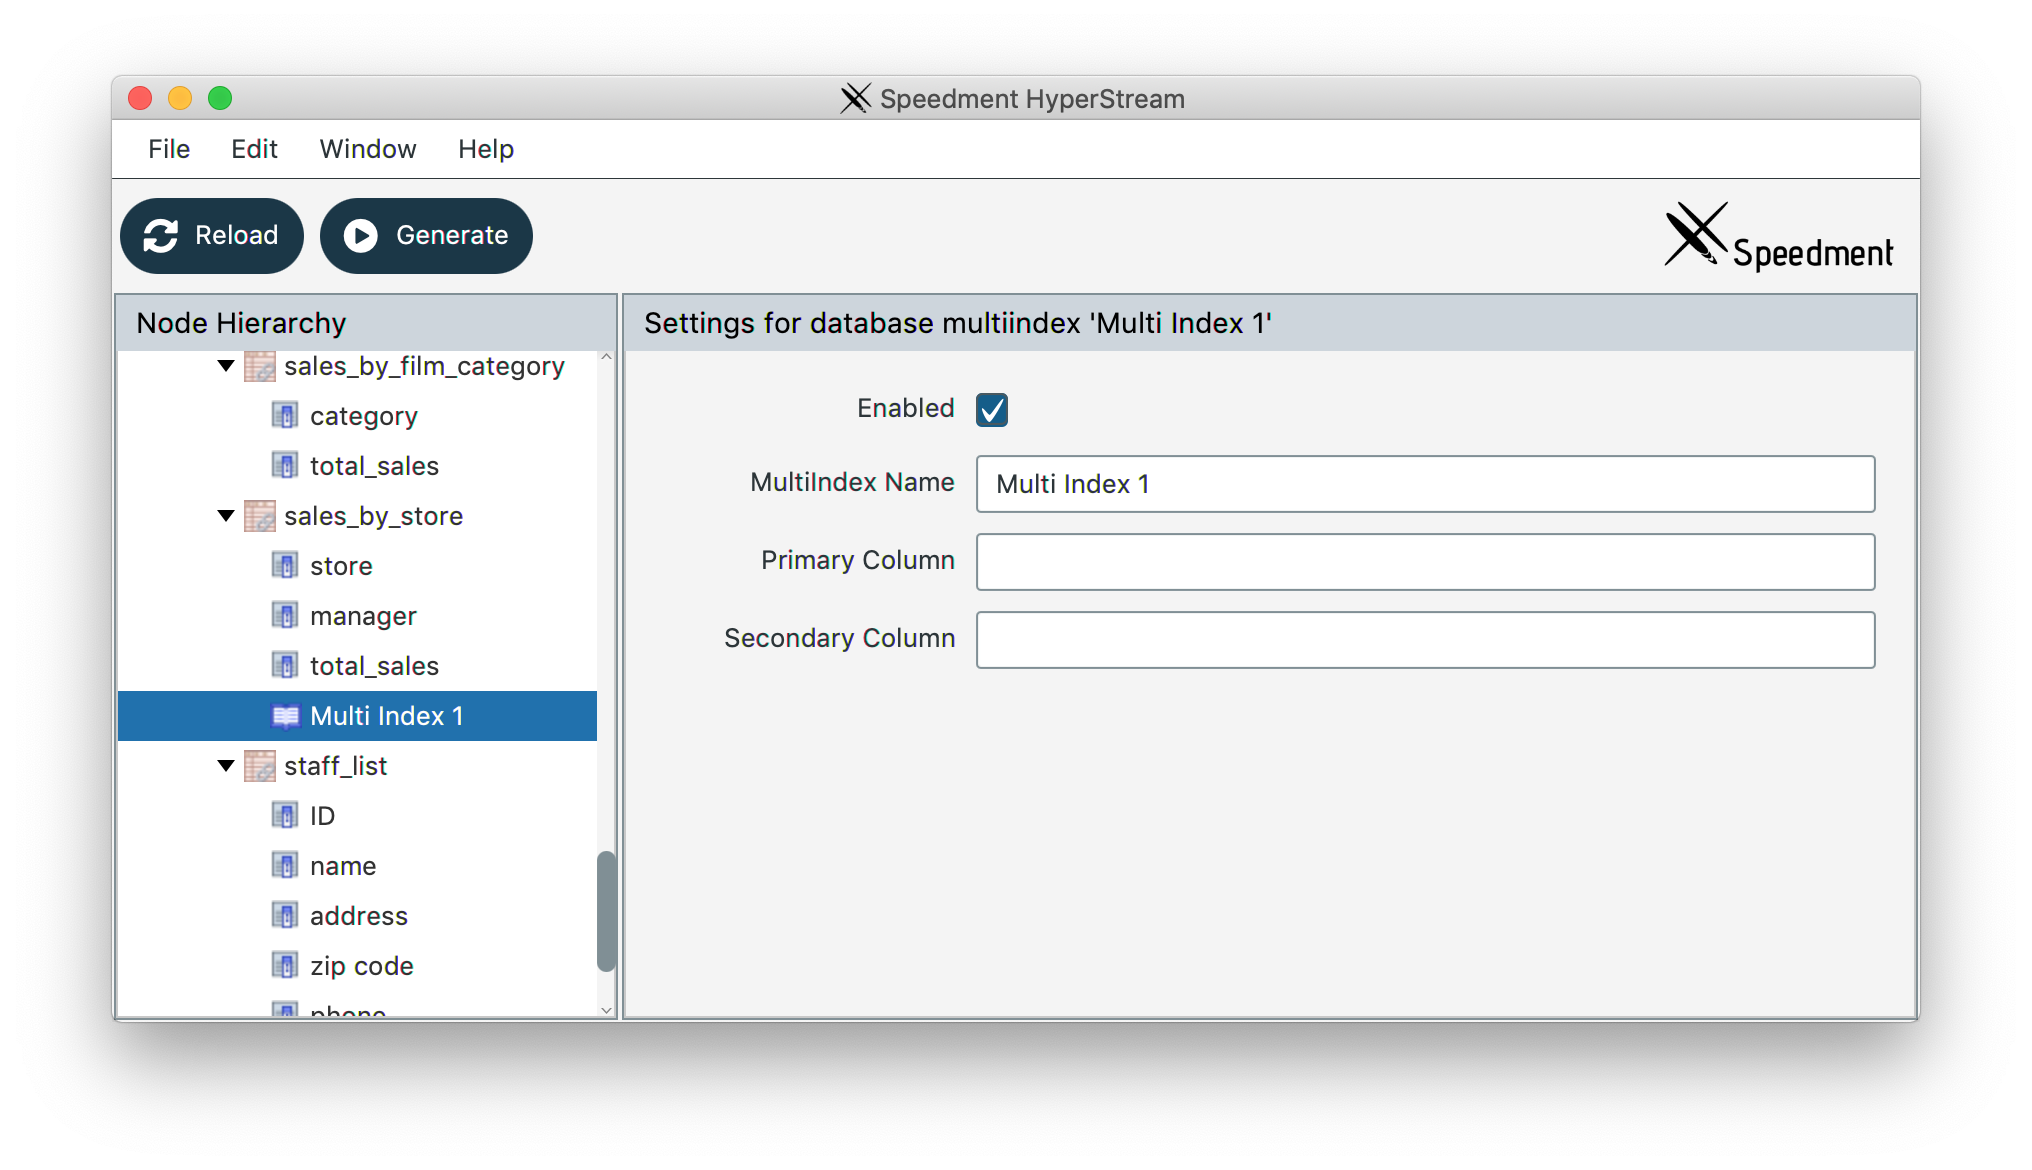 Speedment HyperStream
File Edit Window Help
Reload Generate
Speedment
Node Hierarchy
sales_by_film_category
category
total_sales
sales_by_store
store
manager
total_sales
Multi Index 1
staff_list
ID
name
address
zip code
phone
Settings for database multiindex 'Multi Index 1'
Enabled
MultiIndex Name Multi Index 1
Primary Column
Secondary Column